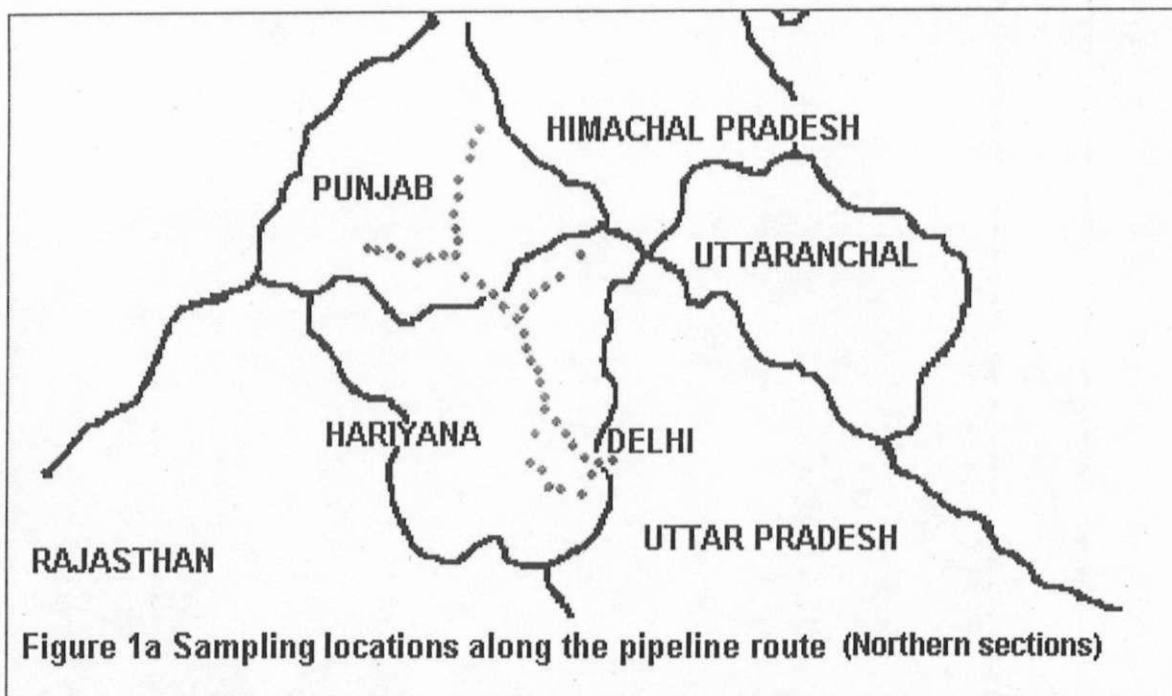 HIMACHAL PRADESH
PUNJAB
UTTARANCHAL
HARIYANA
DELHI
UTTAR PRADESH
RAJASTHAN
Figure 1a Sampling locations along the pipeline route (Northern sections)